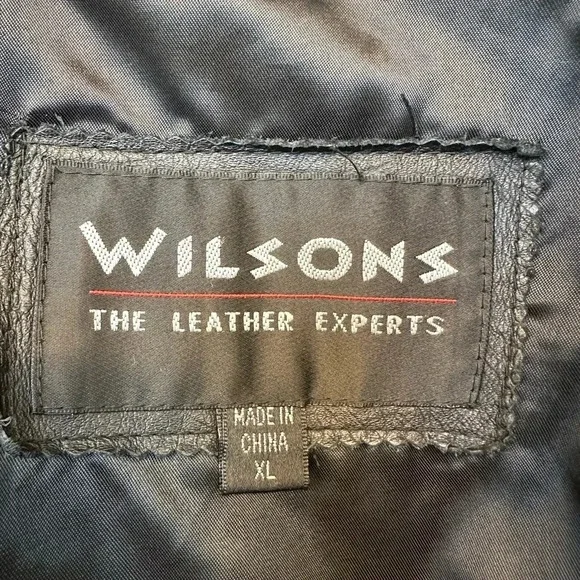 WILSONS
THE LEATHER EXPERTS
MADE IN
CHINA
XL